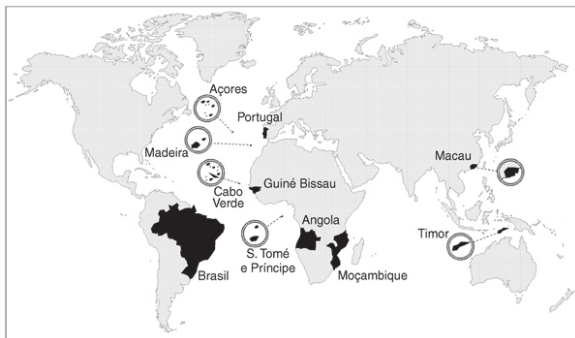 Açores
Portugal
Madeira
Macau
Cabo
Verde
Guiné Bissau
Angola
Timor
S. Tomé
e Príncipe
Brasil
Moçambique